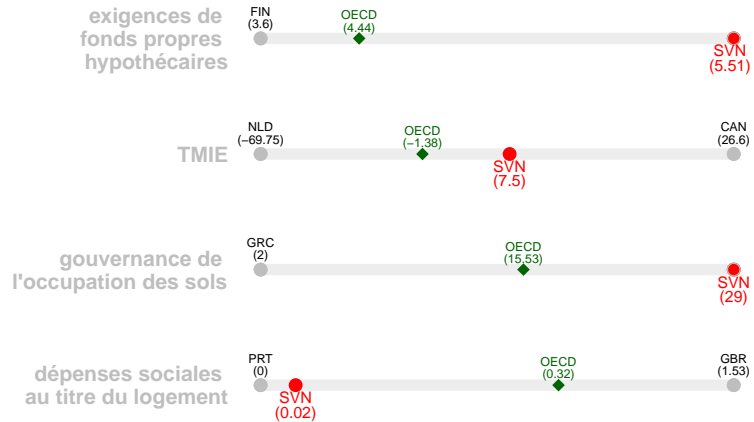 exigences de
fonds propres
hypothécaires
FIN
(3.6)
OECD
(4.44)
SVN
(5.51)
TMIE
NLD
(−69.75)
OECD
(−1.38)
SVN
(7.5)
CAN
(26.6)
gouvernance de
l'occupation des sols
GRC
(2)
OECD
(15.53)
SVN
(29)
dépenses sociales
au titre du logement
PRT
(0)
SVN
(0.02)
OECD
(0.32)
GBR
(1.53)